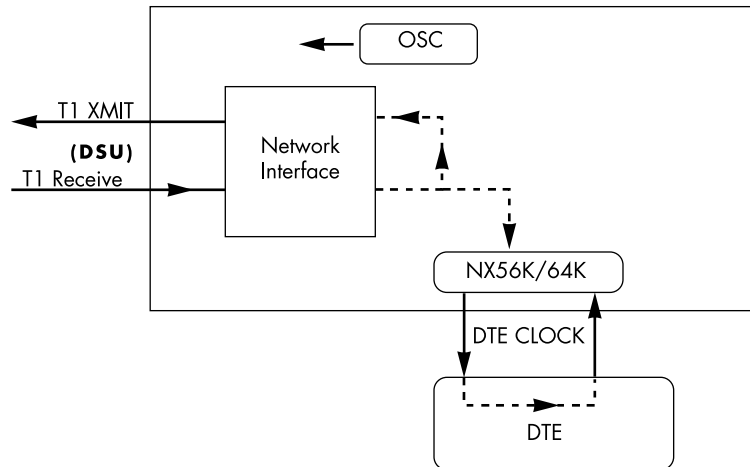 OSC
T1 XMIT
(DSU)
T1 Receive
Network
Interface
NX56K/64K
DTE CLOCK
DTE